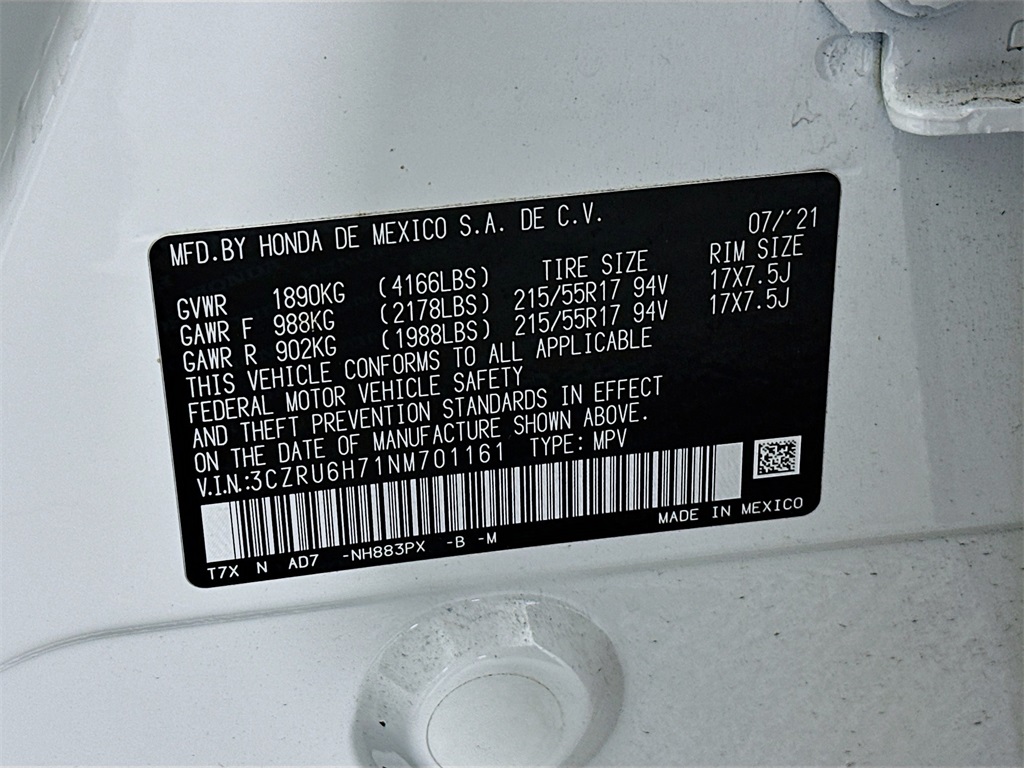 MFD.BY HONDA DE MEXICO S.A. DE C.V. 07/'21
TIRE SIZE RIM SIZE
GVWR 1890KG (4166LBS)
GAWR F 988KG (2178LBS) 215/55R17 94V 17X7.5J
GAWR R 902KG (1988LBS) 215/55R17 94V 17X7.5J
THIS VEHICLE CONFORMS TO ALL APPLICABLE
FEDERAL MOTOR VEHICLE SAFETY
AND THEFT PREVENTION STANDARDS IN EFFECT
ON THE DATE OF MANUFACTURE SHOWN ABOVE.
V.I.N.:3CZRU6H71NM701161 TYPE: MPV
MADE IN MEXICO
T7X N AD7 -NH883PX -B -M